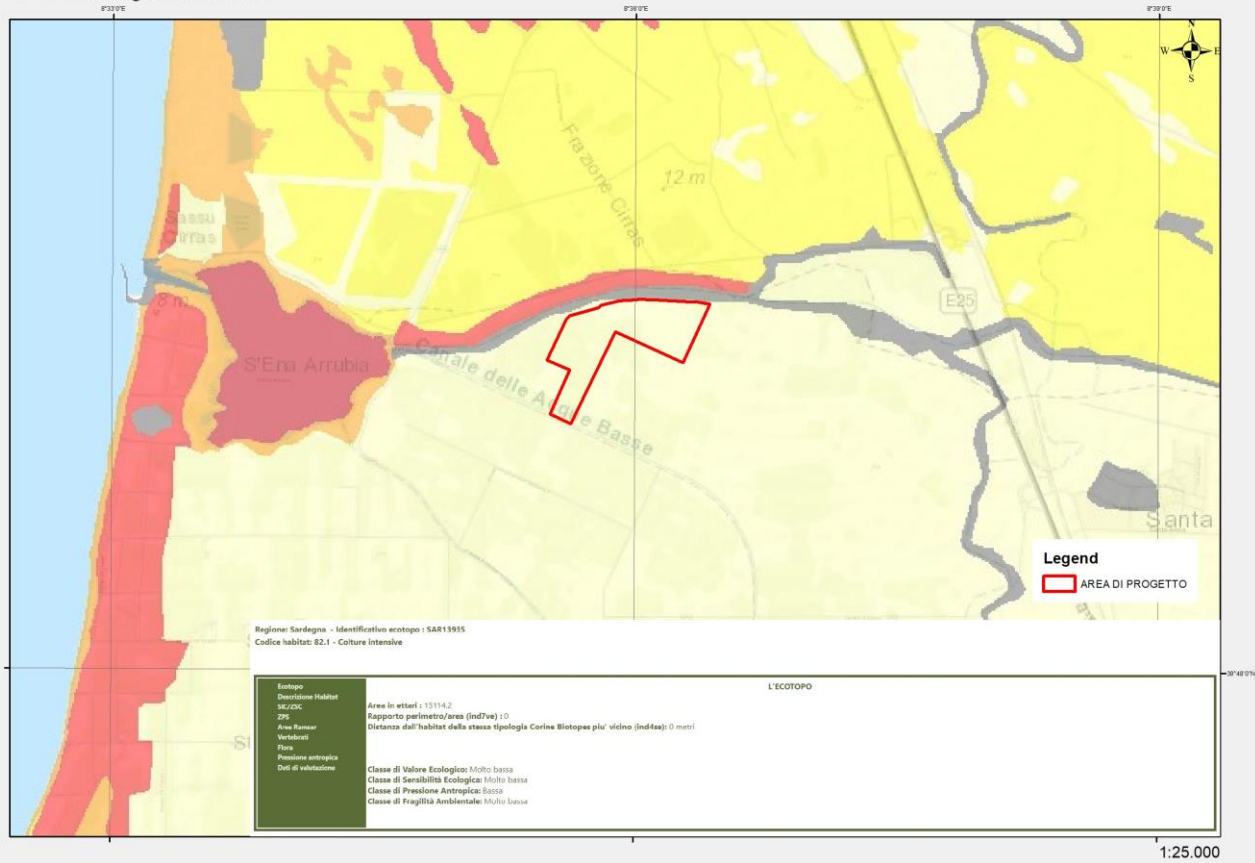 8°33'0"E
8°36'0"E
8°39'0"E
N
W E
S
Frazione Cirras
12 m
Sassu
Cirras
8 m
E25
S'Ena Arrubia
Canale delle Acque Basse
Santa
Legend
AREA DI PROGETTO
Regione: Sardegna - Identificativo ecotopo : SAR13935
Codice habitat: 82.1 - Colture intensive
L'ECOTOPO
Ecotopo
Descrizione Habitat
SIC/ZSC
ZPS
Area Ramsar
Vertebrati
Flora
Pressione antropica
Dati di valutazione
Area in ettari : 15114.2
Rapporto perimetro/area (ind7ve) : 0
Distanza dall'habitat della stessa tipologia Corine Biotopes piu' vicino (ind4se): 0 metri
Classe di Valore Ecologico: Molto bassa
Classe di Sensibilità Ecologica: Molto bassa
Classe di Pressione Antropica: Bassa
Classe di Fragilità Ambientale: Molto bassa
1:25.000